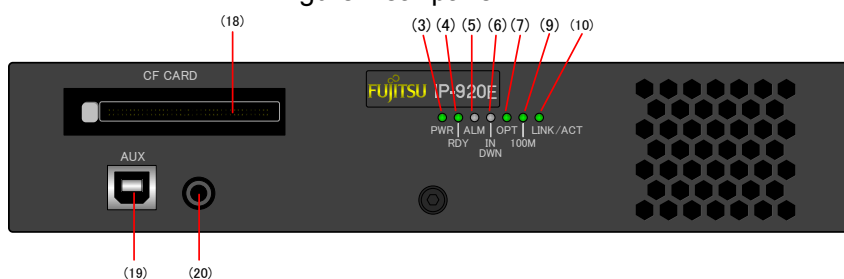 (18) (3) (4) (5) (6) (7) (9) (10)
CF CARD
FUJITSU IP-920E
PWR ALM OPT LINK/ACT
RDY IN 100M
DWN
AUX
(19) (20)